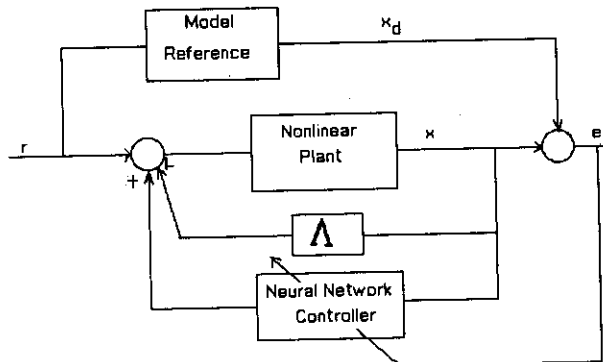 Model
Reference
x_d
r
Nonlinear
Plant
x
e
+
-
Λ
Neural Network
Controller